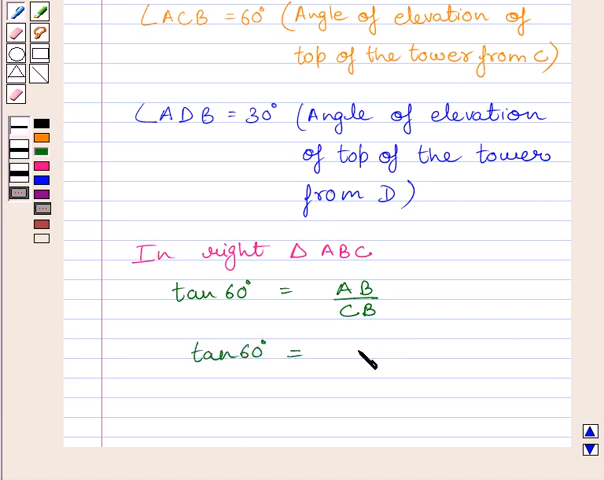 ∠ACB = 60° (Angle of elevation of
top of the tower from C)
∠ADB = 30° (Angle of elevation
of top of the tower
from D)
In right Δ ABC
tan 60° = AB/CB
tan 60° =